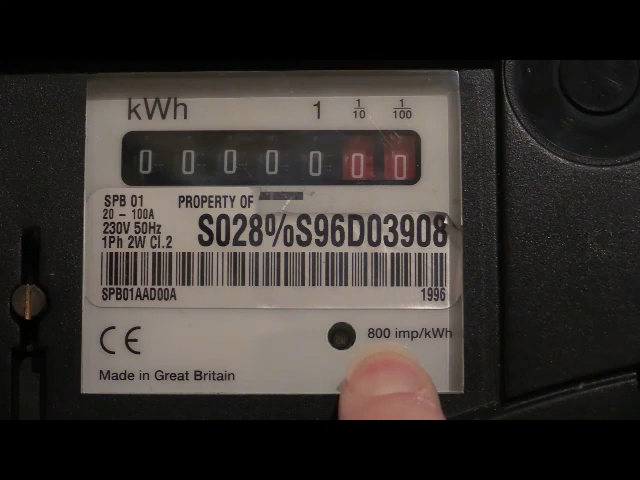 kWh 1 1/10 1/100
0 0 0 0 0 0 0
SPB 01 PROPERTY OF
20 - 100A
230V 50Hz
1Ph 2W Cl.2
S028%S96D03908
SPB01AAD00A 1996
CE 800 imp/kWh
Made in Great Britain